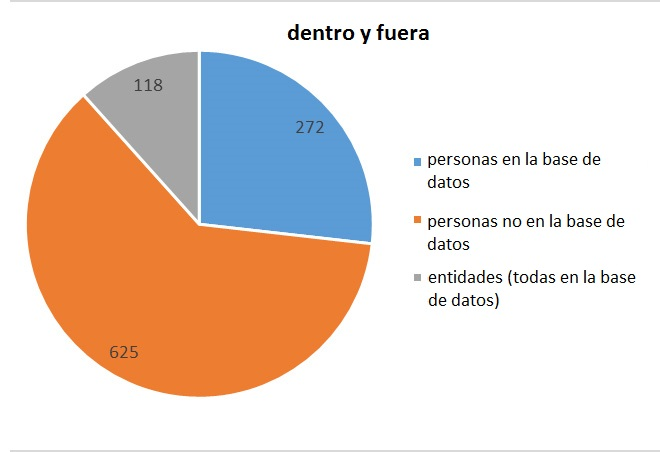 dentro y fuera
118
272
625
personas en la base de
datos
personas no en la base de
datos
entidades (todas en la base
de datos)